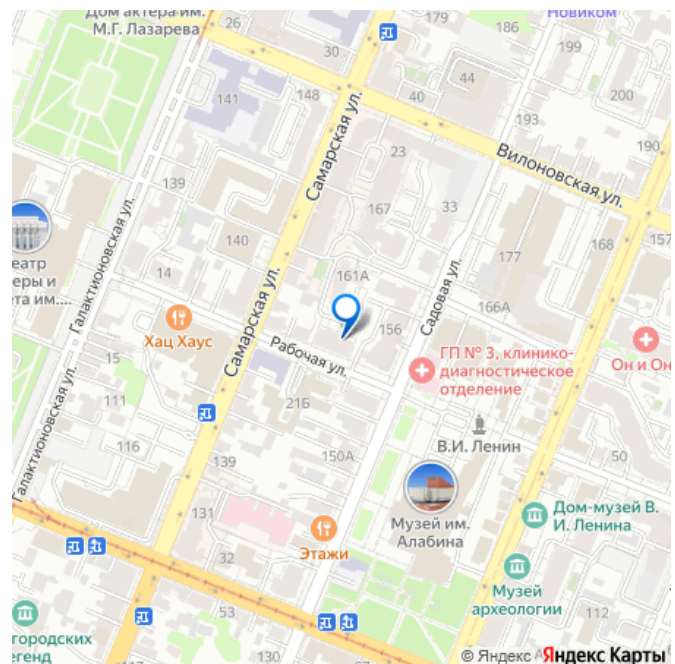 Дом актера им.
М.Г. Лазарева
26
30
179
186
Новиком
199
44
40
200
141
148
193
190
Самарская ул.
23
Вилоновская ул.
139
167
33
177
168
157
140
еатр
еры и
ета им....
14
161А
Галактионовская ул.
Садовая ул.
166А
Хац Хаус
156
Самарская ул.
Рабочая ул.
ГП № 3, клинико-
диагностическое
отделение
Он и Он
15
111
21Б
116
В.И. Ленин
50
Галактионовская ул.
139
150А
131
Музей им.
Алабина
Дом-музей В.
И. Ленина
Этажи
32
Музей
археологии
53
112
городских
егенд
130
© Яндекс Яндекс Карты